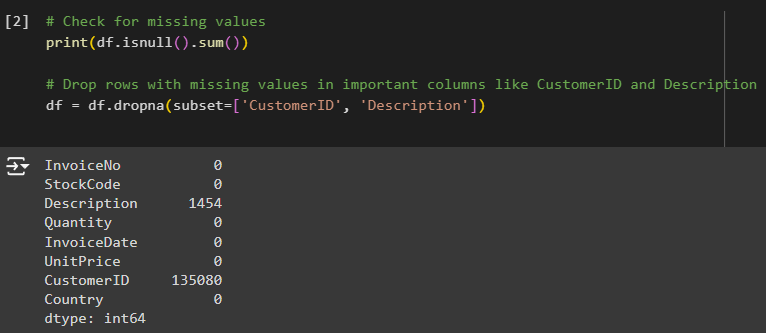 [2] # Check for missing values
print(df.isnull().sum())
# Drop rows with missing values in important columns like CustomerID and Description
df = df.dropna(subset=['CustomerID', 'Description'])
InvoiceNo 0
StockCode 0
Description 1454
Quantity 0
InvoiceDate 0
UnitPrice 0
CustomerID 135080
Country 0
dtype: int64